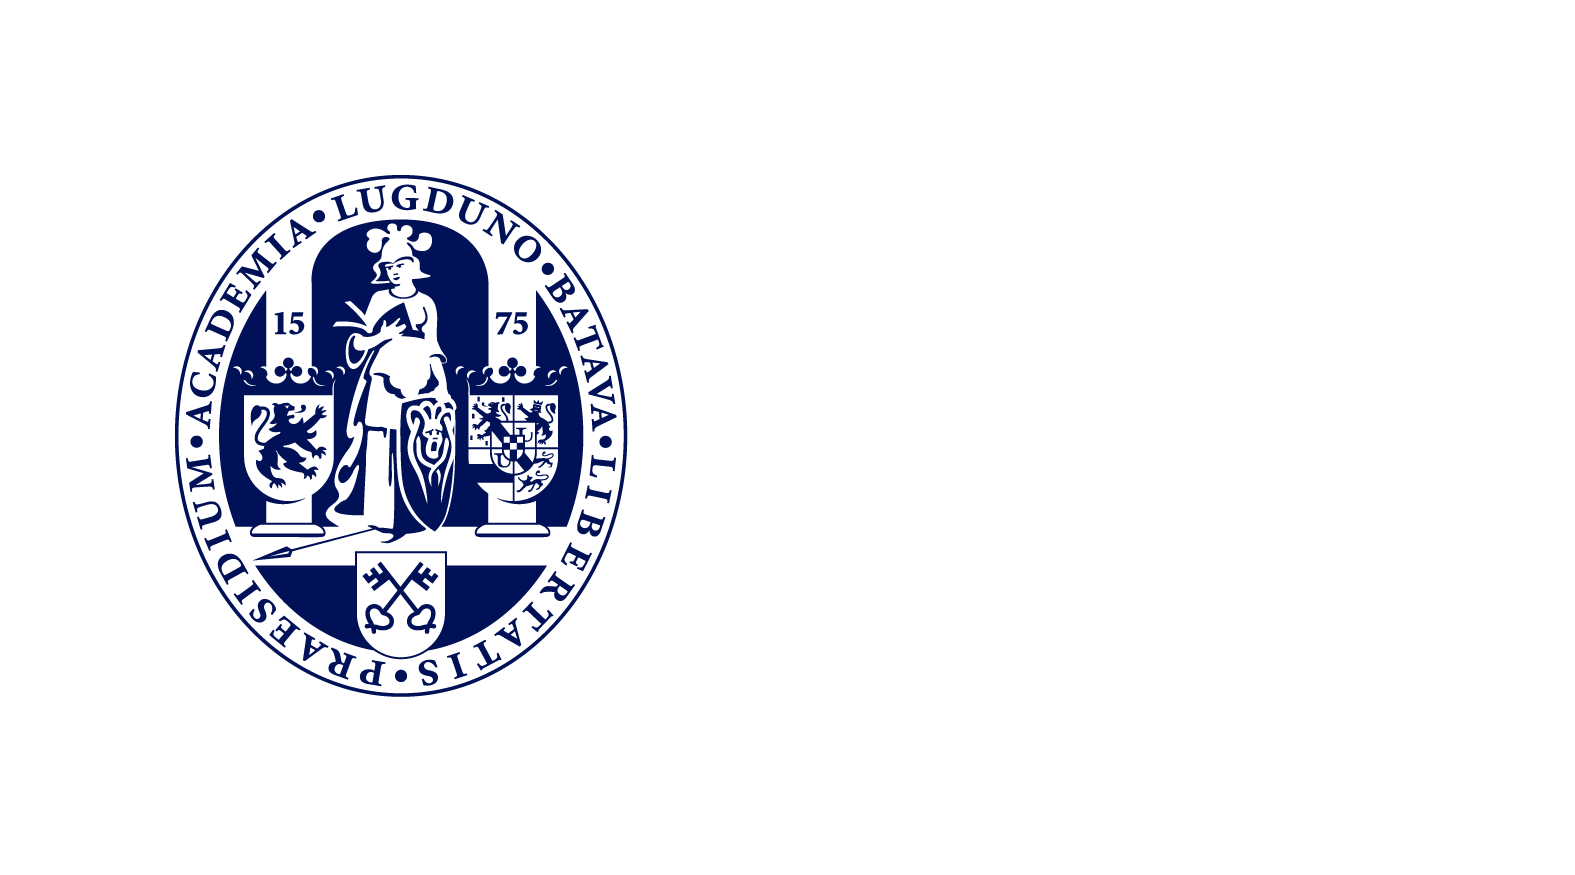 ACADEMIA • LUGDUNO • BATAVA • LIBERTATIS • PRAESIDIUM •
15 75